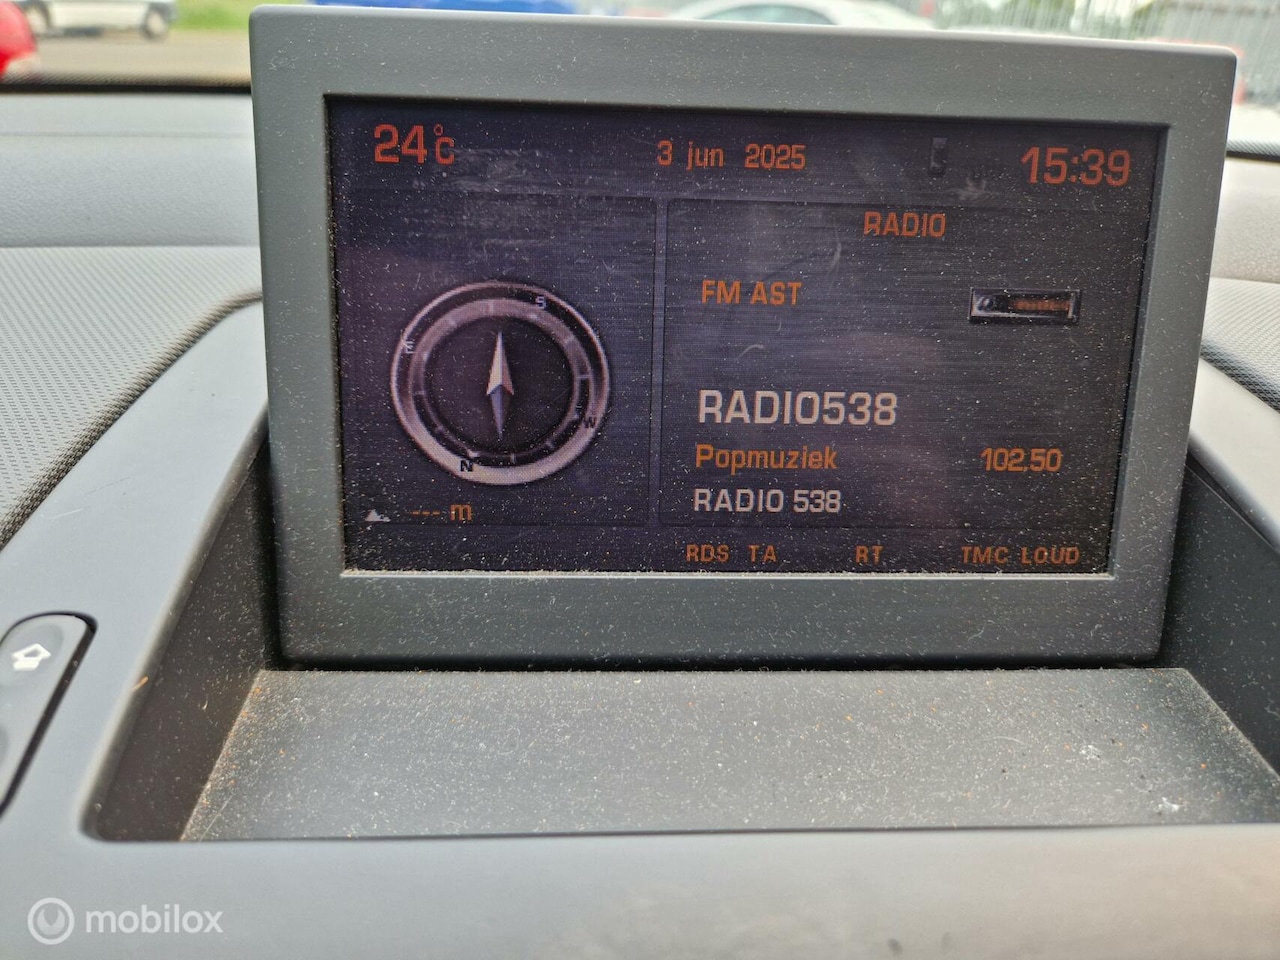 24°C 3 jun 2025 15:39
RADIO
FM AST
S
E
W
N
RADIO538
Popmuziek 102.50
RADIO 538
--- m
RDS TA RT TMC LOUD
mobilox